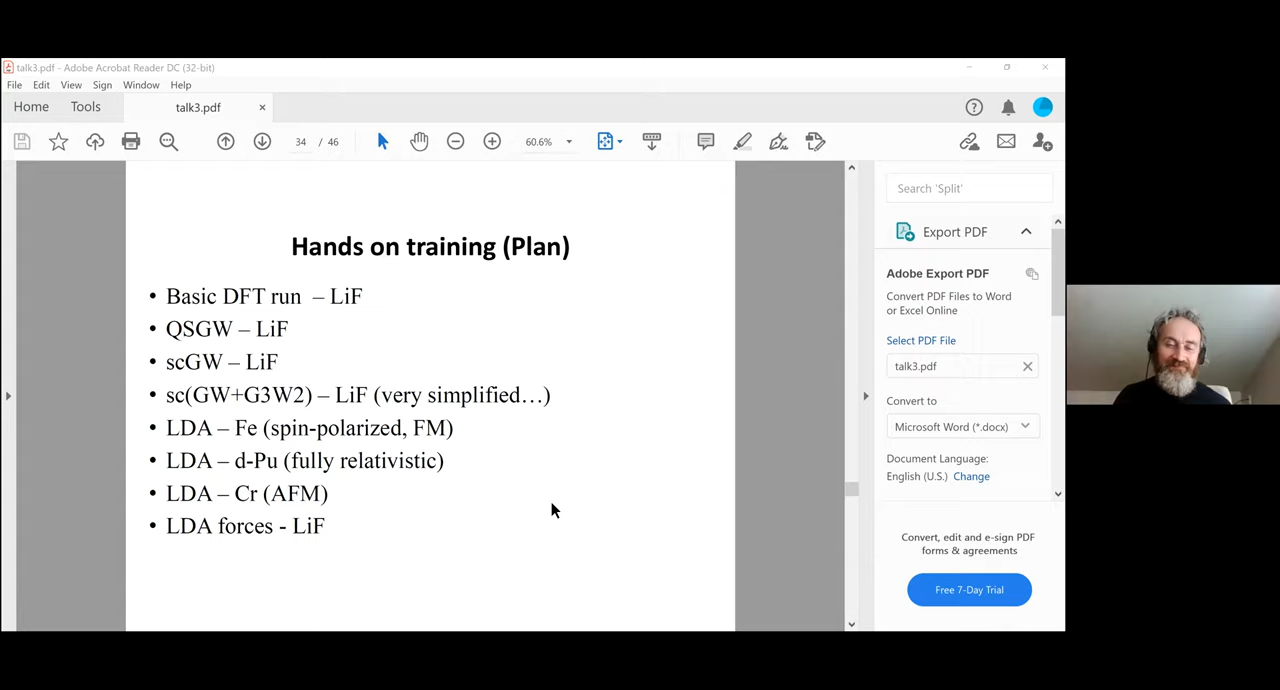 talk3.pdf - Adobe Acrobat Reader DC (32-bit)
File Edit View Sign Window Help
Home Tools talk3.pdf
34 / 46 60.6%
Hands on training (Plan)
• Basic DFT run – LiF
• QSGW – LiF
• scGW – LiF
• sc(GW+G3W2) – LiF (very simplified…)
• LDA – Fe (spin-polarized, FM)
• LDA – d-Pu (fully relativistic)
• LDA – Cr (AFM)
• LDA forces - LiF
Search 'Split'
Export PDF
Adobe Export PDF
Convert PDF Files to Word
or Excel Online
Select PDF File
talk3.pdf
Convert to
Microsoft Word (*.docx)
Document Language:
English (U.S.) Change
Convert, edit and e-sign PDF
forms & agreements
Free 7-Day Trial